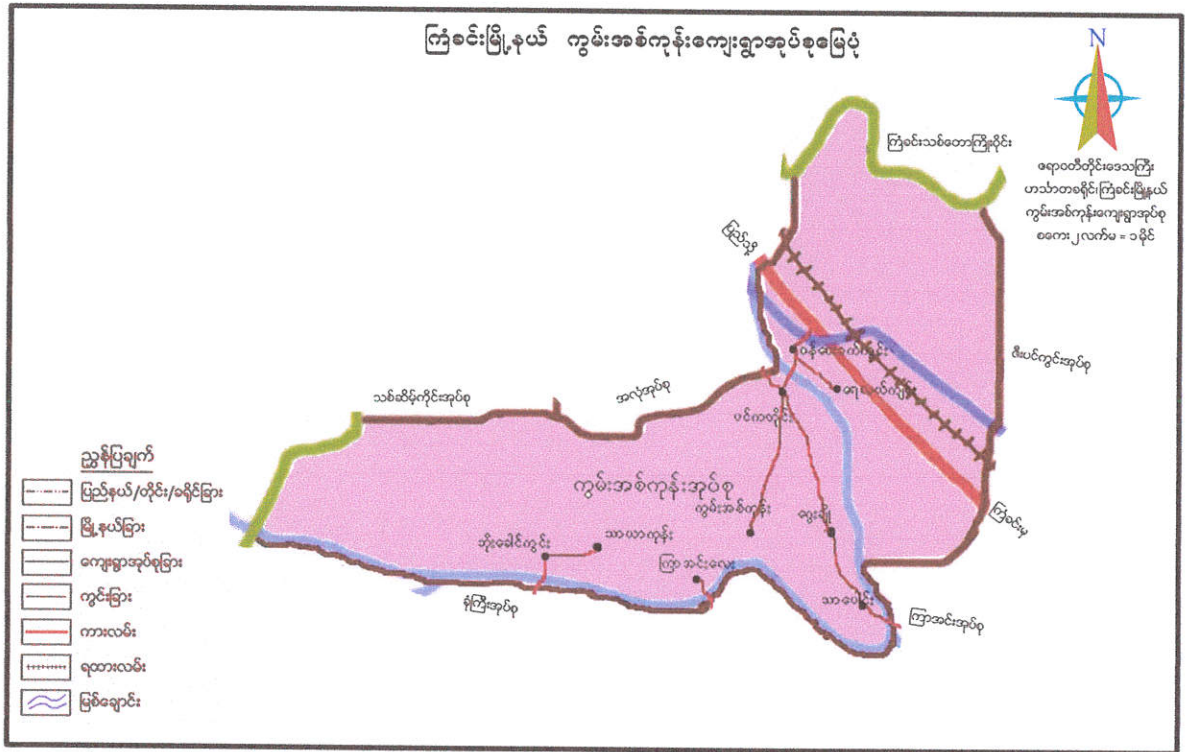 ကြံခင်းမြို့နယ် ကွမ်းအစ်ကုန်းကျေးရွာအုပ်စုမြေပုံ
N
ကြံခင်းသစ်တောကြိုးဝိုင်း
ဧရာဝတီတိုင်းဒေသကြီး
ဟင်္သာတခရိုင်၊ကြံခင်းမြို့နယ်
ကွမ်းအစ်ကုန်းကျေးရွာအုပ်စု
စကေး၂လက်မ = ၁မိုင်
ပြည်သို့
ဇီးပင်ကွင်းအုပ်စု
သစ်ဆိမ့်ကိုင်းအုပ်စု
အလုံအုပ်စု
ပင်ကတိုင်း
ကွမ်းအစ်ကုန်းအုပ်စု
ကွမ်းအစ်ကုန်း
ဘိုးခေါင်ကွင်း
သာယာကုန်း
ကြာအင်းလေး
ကြံခင်းမှ
ခုံကြီးအုပ်စု
သာပေါင်း
ကြာအင်းအုပ်စု
ညွှန်ပြချက်
ပြည်နယ်/တိုင်း/ခရိုင်ခြား
မြို့နယ်ခြား
ကျေးရွာအုပ်စုခြား
ကွင်းခြား
ကားလမ်း
ရထားလမ်း
မြစ်ချောင်း